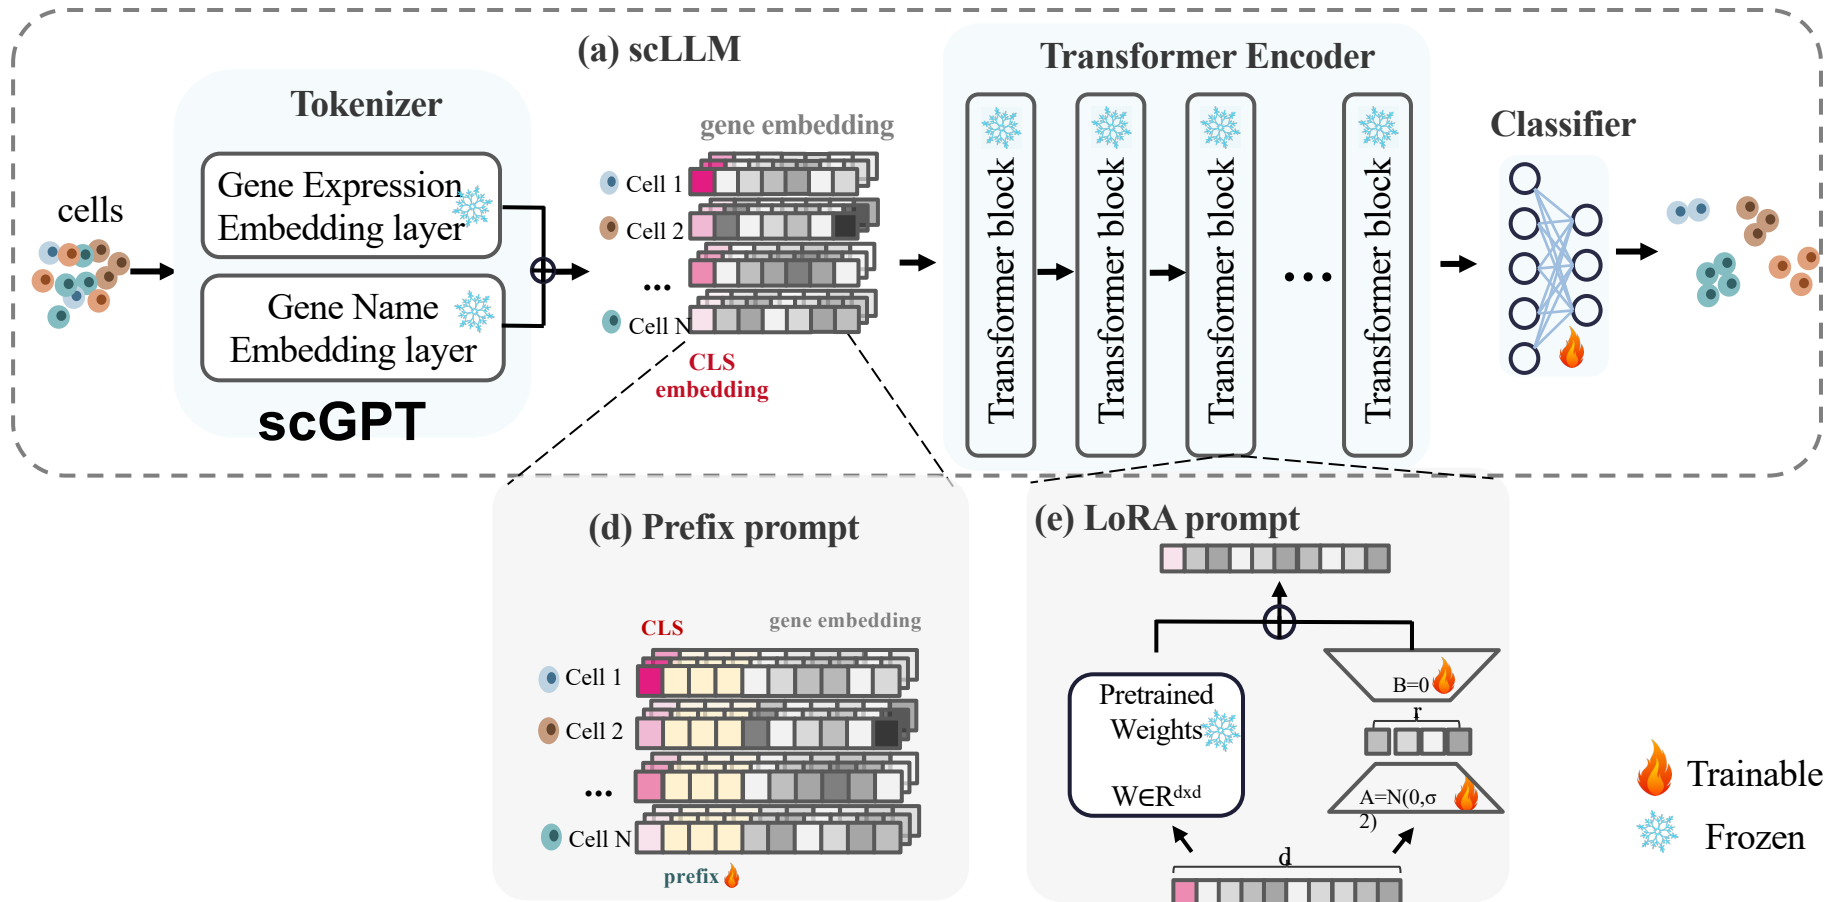 (a) scLLM
Tokenizer
Gene Expression
Embedding layer
Gene Name
Embedding layer
scGPT
cells
gene embedding
Cell 1
Cell 2
...
Cell N
CLS
embedding
Transformer Encoder
Transformer block
Transformer block
Transformer block
...
Transformer block
Classifier
(d) Prefix prompt
CLS
gene embedding
Cell 1
Cell 2
...
Cell N
prefix
(e) LoRA prompt
Pretrained
Weights
W∈R^{dxd}
B=0
r
A=N(0,σ
2)
d
Trainable
Frozen